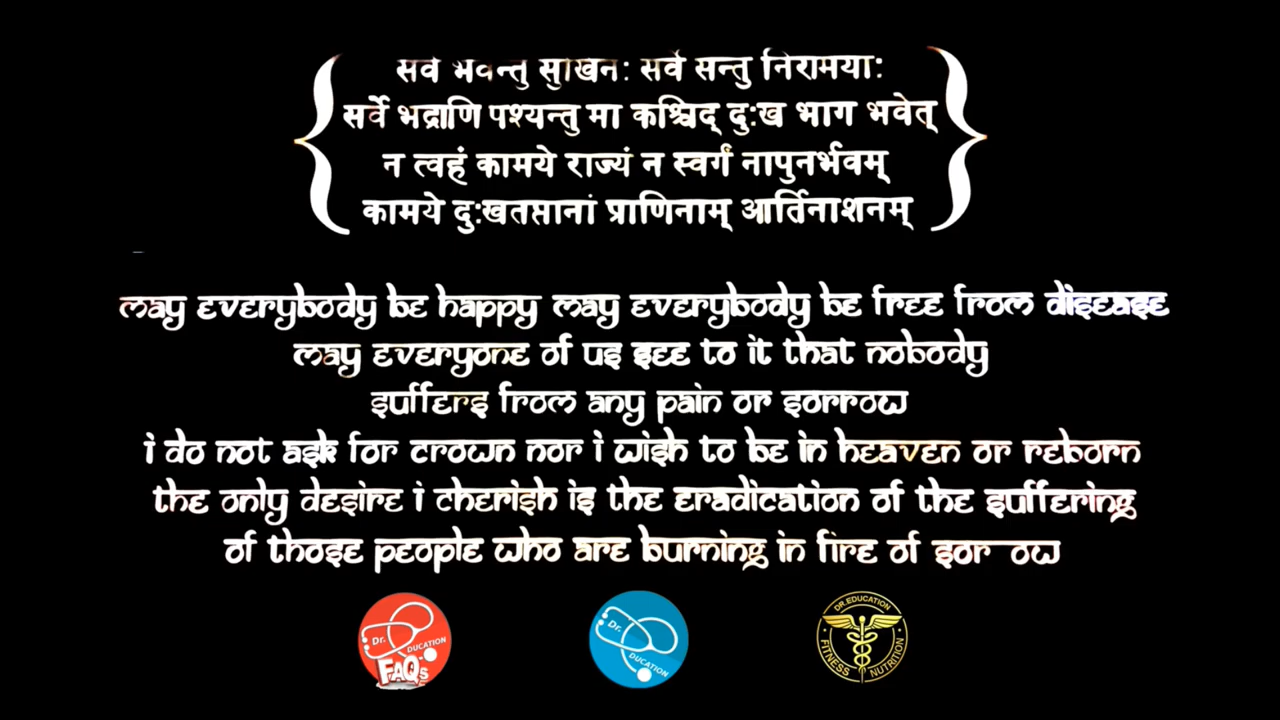 सर्वे भवन्तु सुखिन: सर्वे सन्तु निरामया:
सर्वे भद्राणि पश्यन्तु मा कश्चिद् दु:ख भाग भवेत्
न त्वहं कामये राज्यं न स्वर्गं नापुनर्भवम्
कामये दु:खतप्तानां प्राणिनाम् आर्तिनाशनम्
may everybody be happy may everybody be free from disease
may everyone of us see to it that nobody
suffers from any pain or sorrow
i do not ask for crown nor i wish to be in heaven or reborn
the only desire i cherish is the eradication of the suffering
of those people who are burning in fire of sor ow
Dr. DUCATION FAQs
Dr. DUCATION
DR.EDUCATION FITNESS NUTRITION